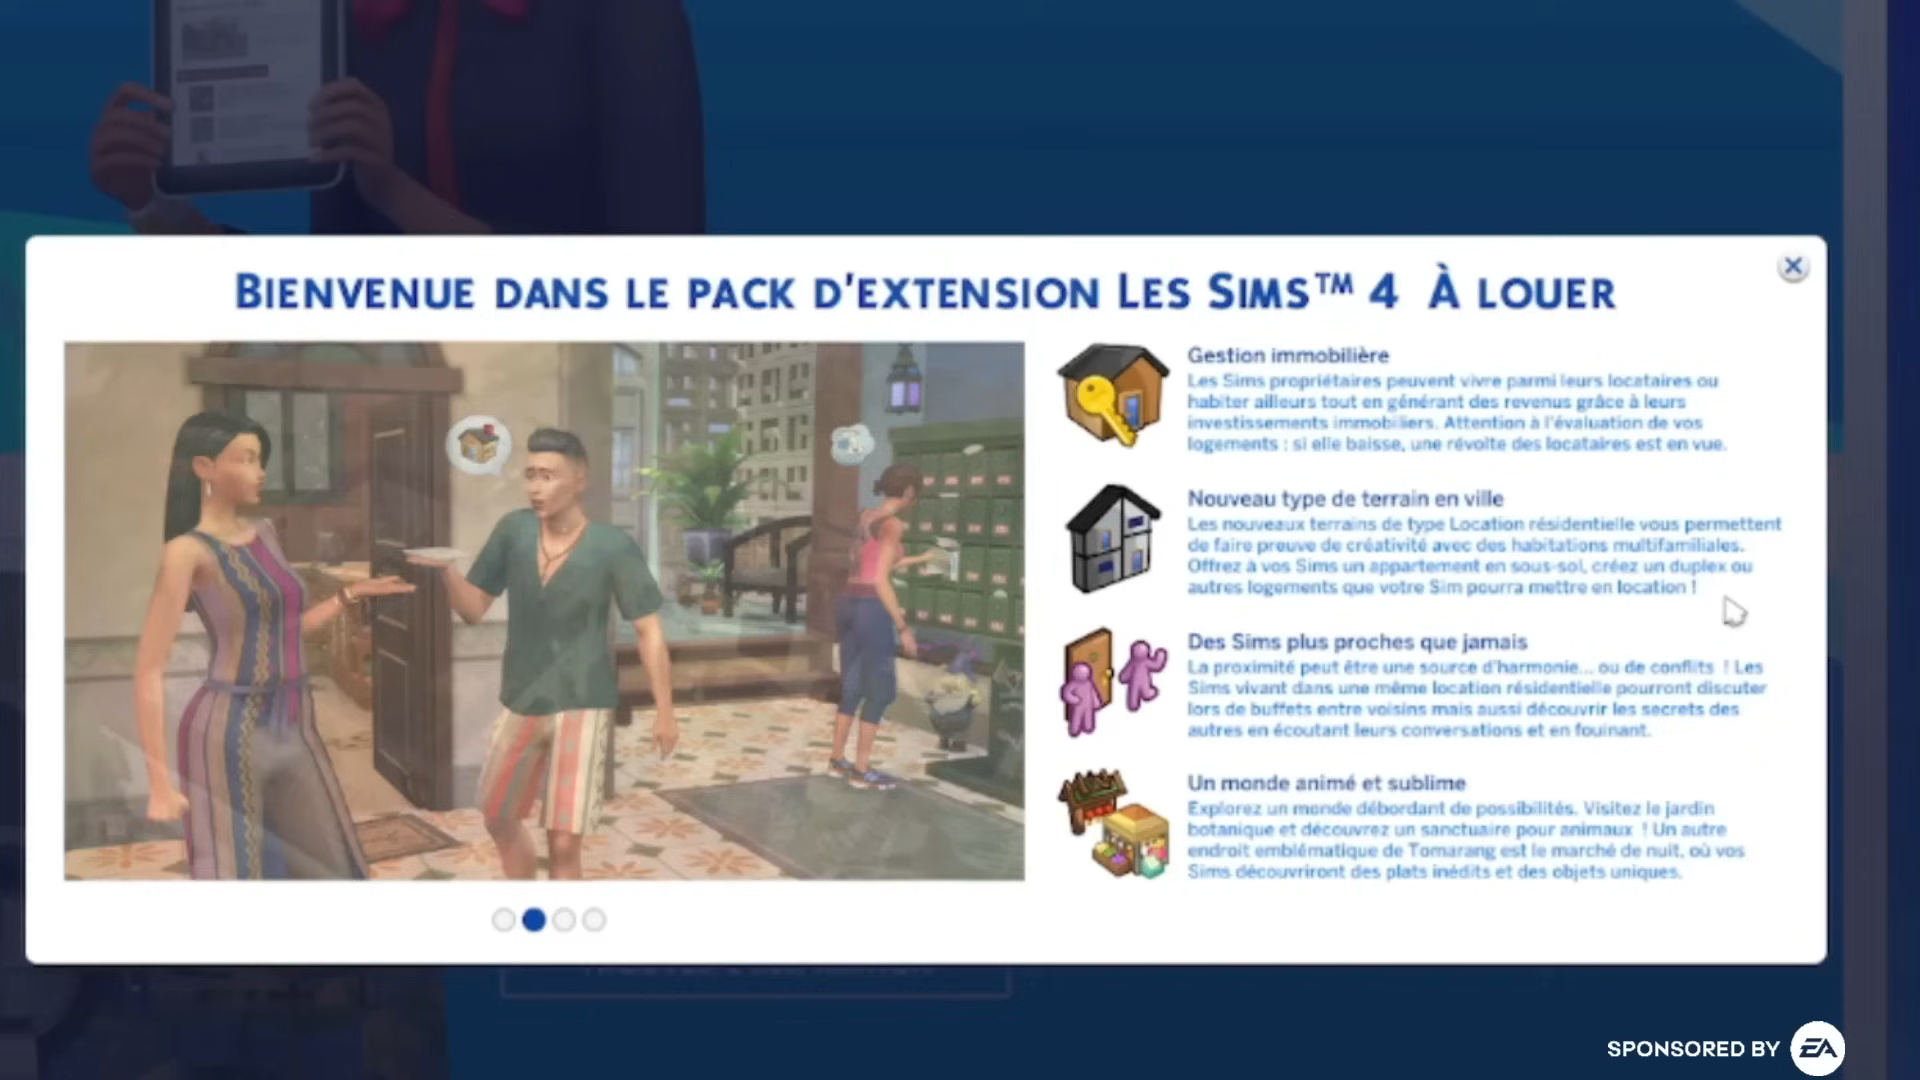 BIENVENUE DANS LE PACK D'EXTENSION LES SIMS™ 4 À LOUER
Gestion immobilière
Les Sims propriétaires peuvent vivre parmi leurs locataires ou
habiter ailleurs tout en générant des revenus grâce à leurs
investissements immobiliers. Attention à l'évaluation de vos
logements : si elle baisse, une révolte des locataires est en vue.
Nouveau type de terrain en ville
Les nouveaux terrains de type Location résidentielle vous permettent
de faire preuve de créativité avec des habitations multifamiliales.
Offrez à vos Sims un appartement en sous-sol, créez un duplex ou
autres logements que votre Sim pourra mettre en location !
Des Sims plus proches que jamais
La proximité peut être une source d'harmonie... ou de conflits ! Les
Sims vivant dans une même location résidentielle pourront discuter
lors de buffets entre voisins mais aussi découvrir les secrets des
autres en écoutant leurs conversations et en fouinant.
Un monde animé et sublime
Explorez un monde débordant de possibilités. Visitez le jardin
botanique et découvrez un sanctuaire pour animaux ! Un autre
endroit emblématique de Tomarang est le marché de nuit, où vos
Sims découvriront des plats inédits et des objets uniques.
SPONSORED BY EA